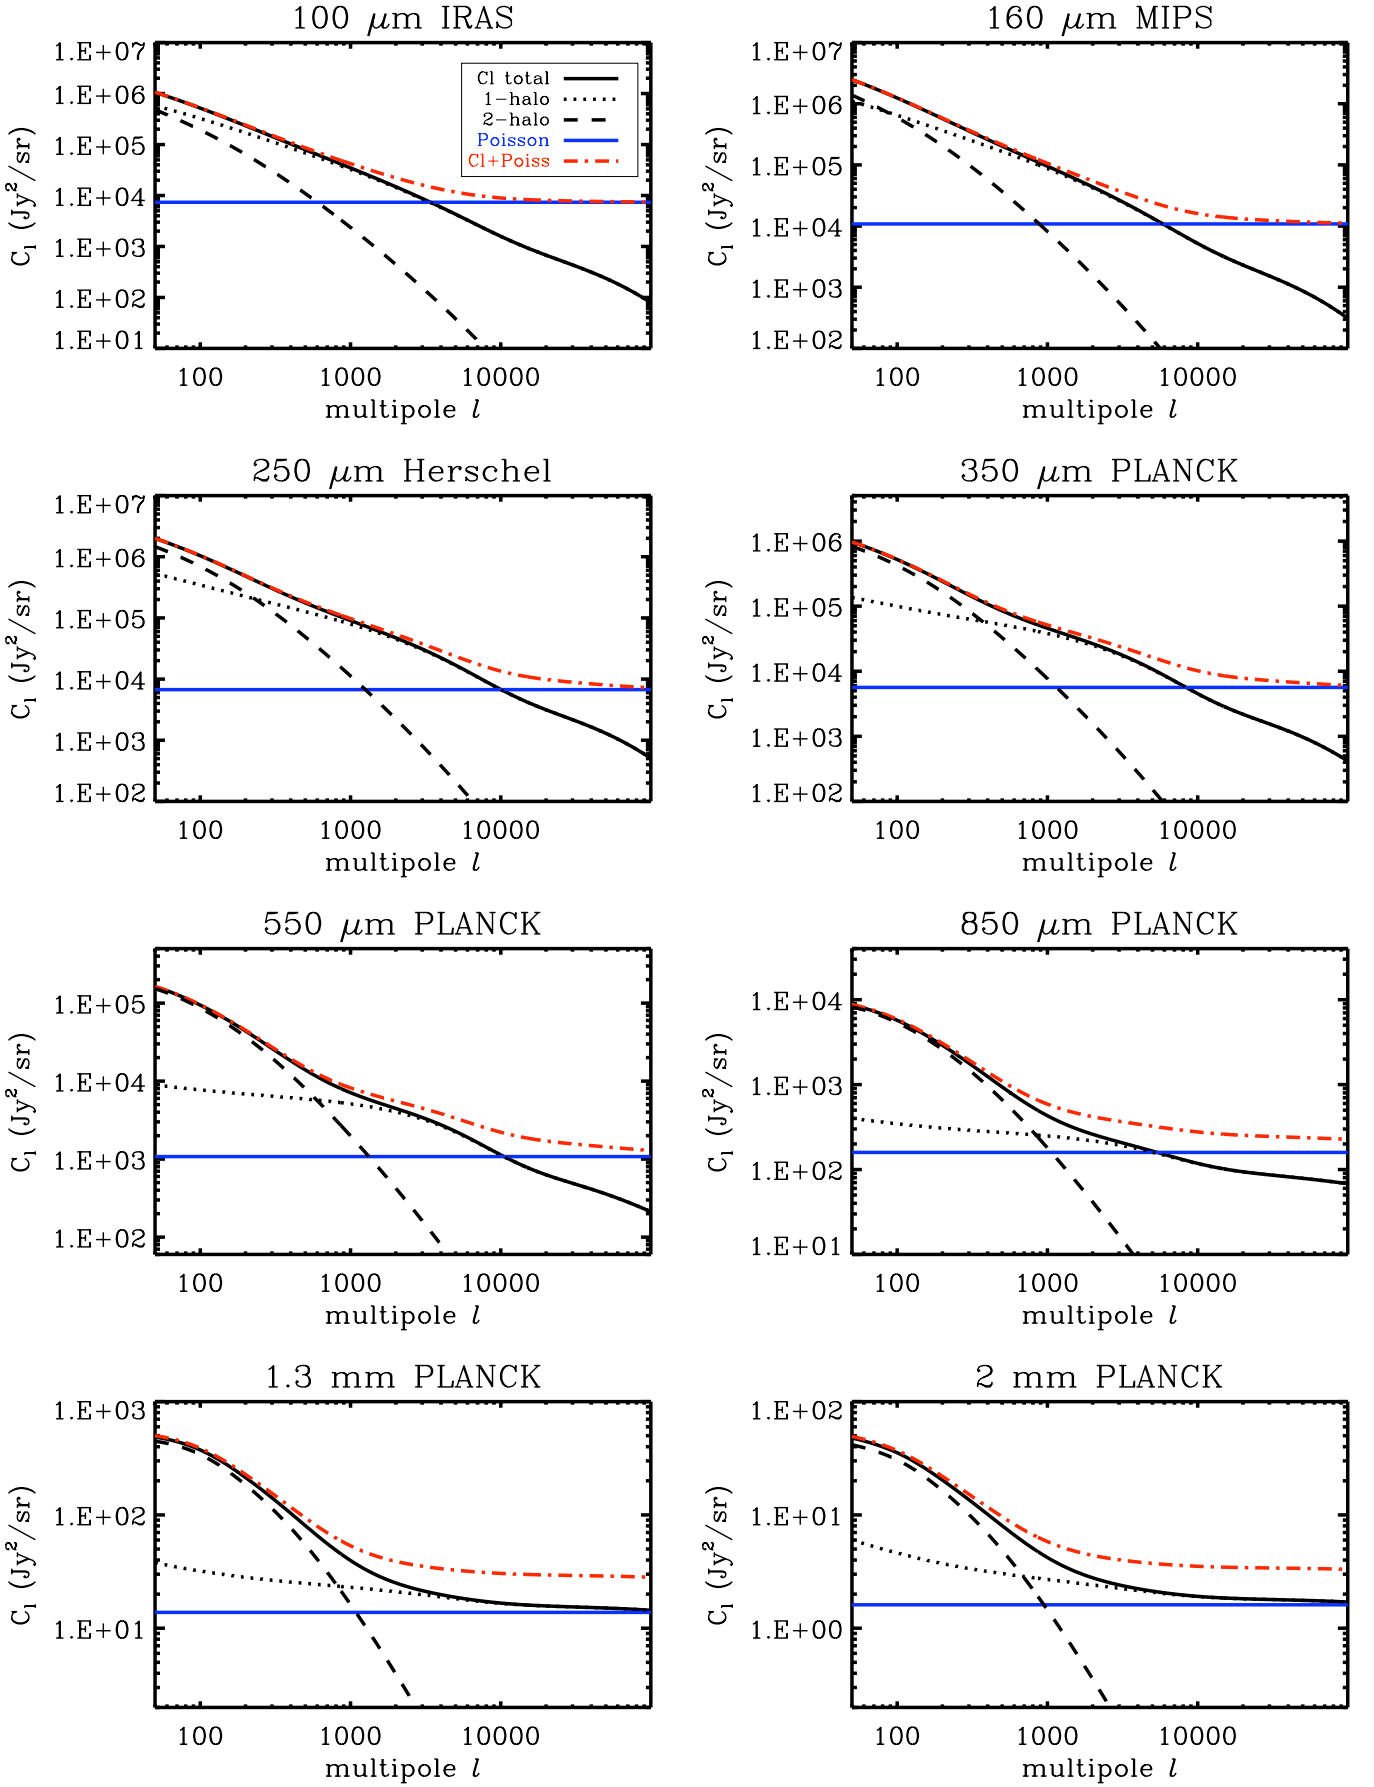 100 μm IRAS
1.E+07
1.E+06
1.E+05
1.E+04
1.E+03
1.E+02
1.E+01
C_l (Jy²/sr)
Cl total
1-halo
2-halo
Poisson
Cl+Poiss
100 1000 10000
multipole l
160 μm MIPS
1.E+07
1.E+06
1.E+05
1.E+04
1.E+03
1.E+02
C_l (Jy²/sr)
100 1000 10000
multipole l
250 μm Herschel
1.E+07
1.E+06
1.E+05
1.E+04
1.E+03
1.E+02
C_l (Jy²/sr)
100 1000 10000
multipole l
350 μm PLANCK
1.E+06
1.E+05
1.E+04
1.E+03
1.E+02
C_l (Jy²/sr)
100 1000 10000
multipole l
550 μm PLANCK
1.E+05
1.E+04
1.E+03
1.E+02
C_l (Jy²/sr)
100 1000 10000
multipole l
850 μm PLANCK
1.E+04
1.E+03
1.E+02
1.E+01
C_l (Jy²/sr)
100 1000 10000
multipole l
1.3 mm PLANCK
1.E+03
1.E+02
1.E+01
C_l (Jy²/sr)
100 1000 10000
multipole l
2 mm PLANCK
1.E+02
1.E+01
1.E+00
C_l (Jy²/sr)
100 1000 10000
multipole l